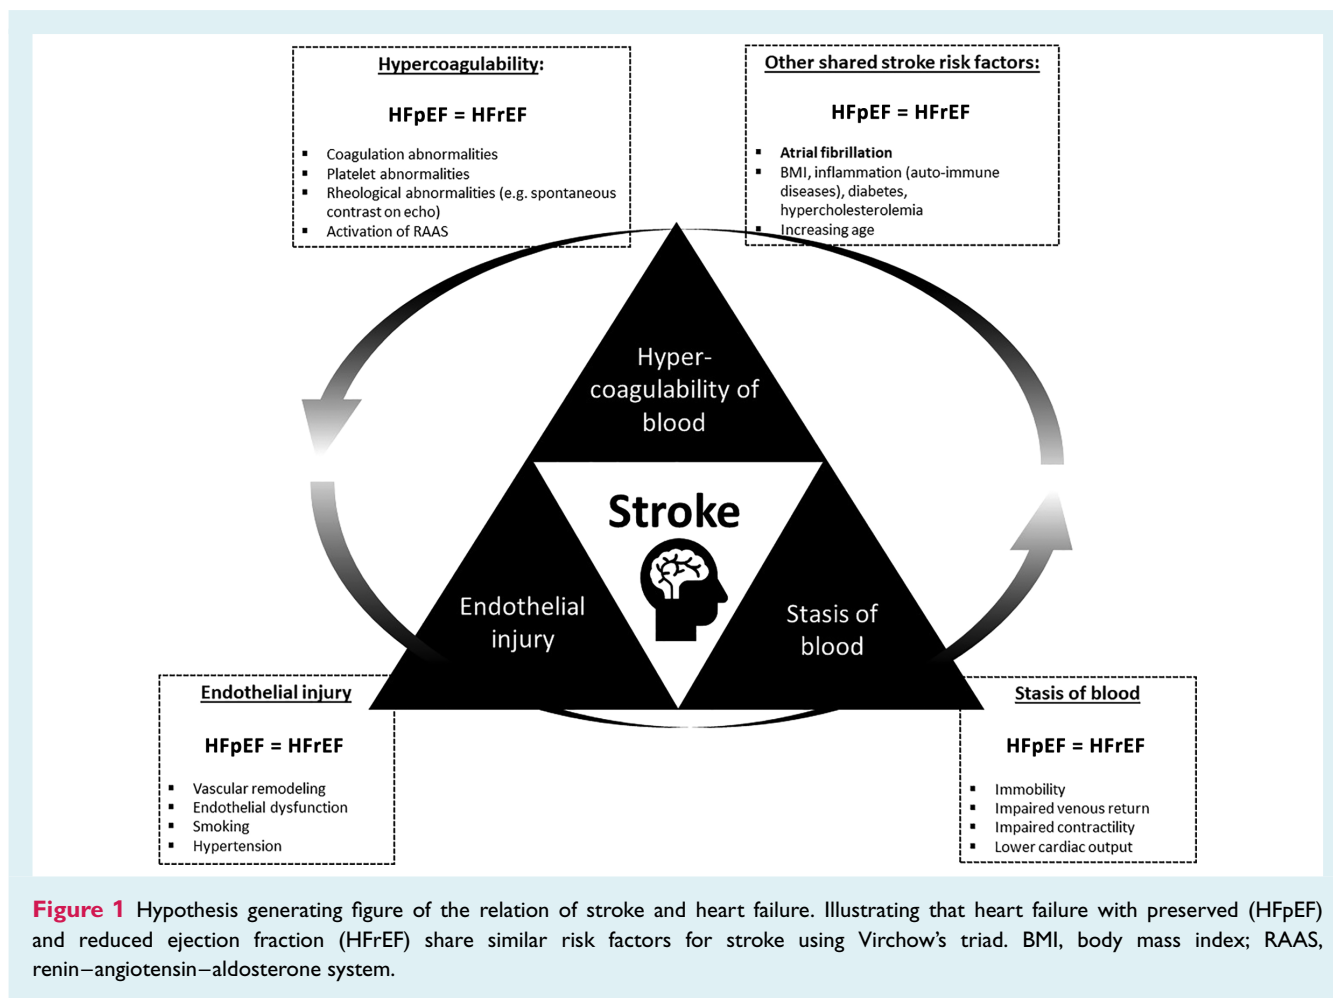 Hypercoagulability:
HFpEF = HFrEF
▪ Coagulation abnormalities
▪ Platelet abnormalities
▪ Rheological abnormalities (e.g. spontaneous
contrast on echo)
▪ Activation of RAAS
Other shared stroke risk factors:
HFpEF = HFrEF
▪ Atrial fibrillation
▪ BMI, inflammation (auto-immune
diseases), diabetes,
hypercholesterolemia
▪ Increasing age
Hyper-
coagulability of
blood
Stroke
Endothelial
injury
Stasis of
blood
Endothelial injury
HFpEF = HFrEF
▪ Vascular remodeling
▪ Endothelial dysfunction
▪ Smoking
▪ Hypertension
Stasis of blood
HFpEF = HFrEF
▪ Immobility
▪ Impaired venous return
▪ Impaired contractility
▪ Lower cardiac output
Figure 1 Hypothesis generating figure of the relation of stroke and heart failure. Illustrating that heart failure with preserved (HFpEF)
and reduced ejection fraction (HFrEF) share similar risk factors for stroke using Virchow’s triad. BMI, body mass index; RAAS,
renin–angiotensin–aldosterone system.